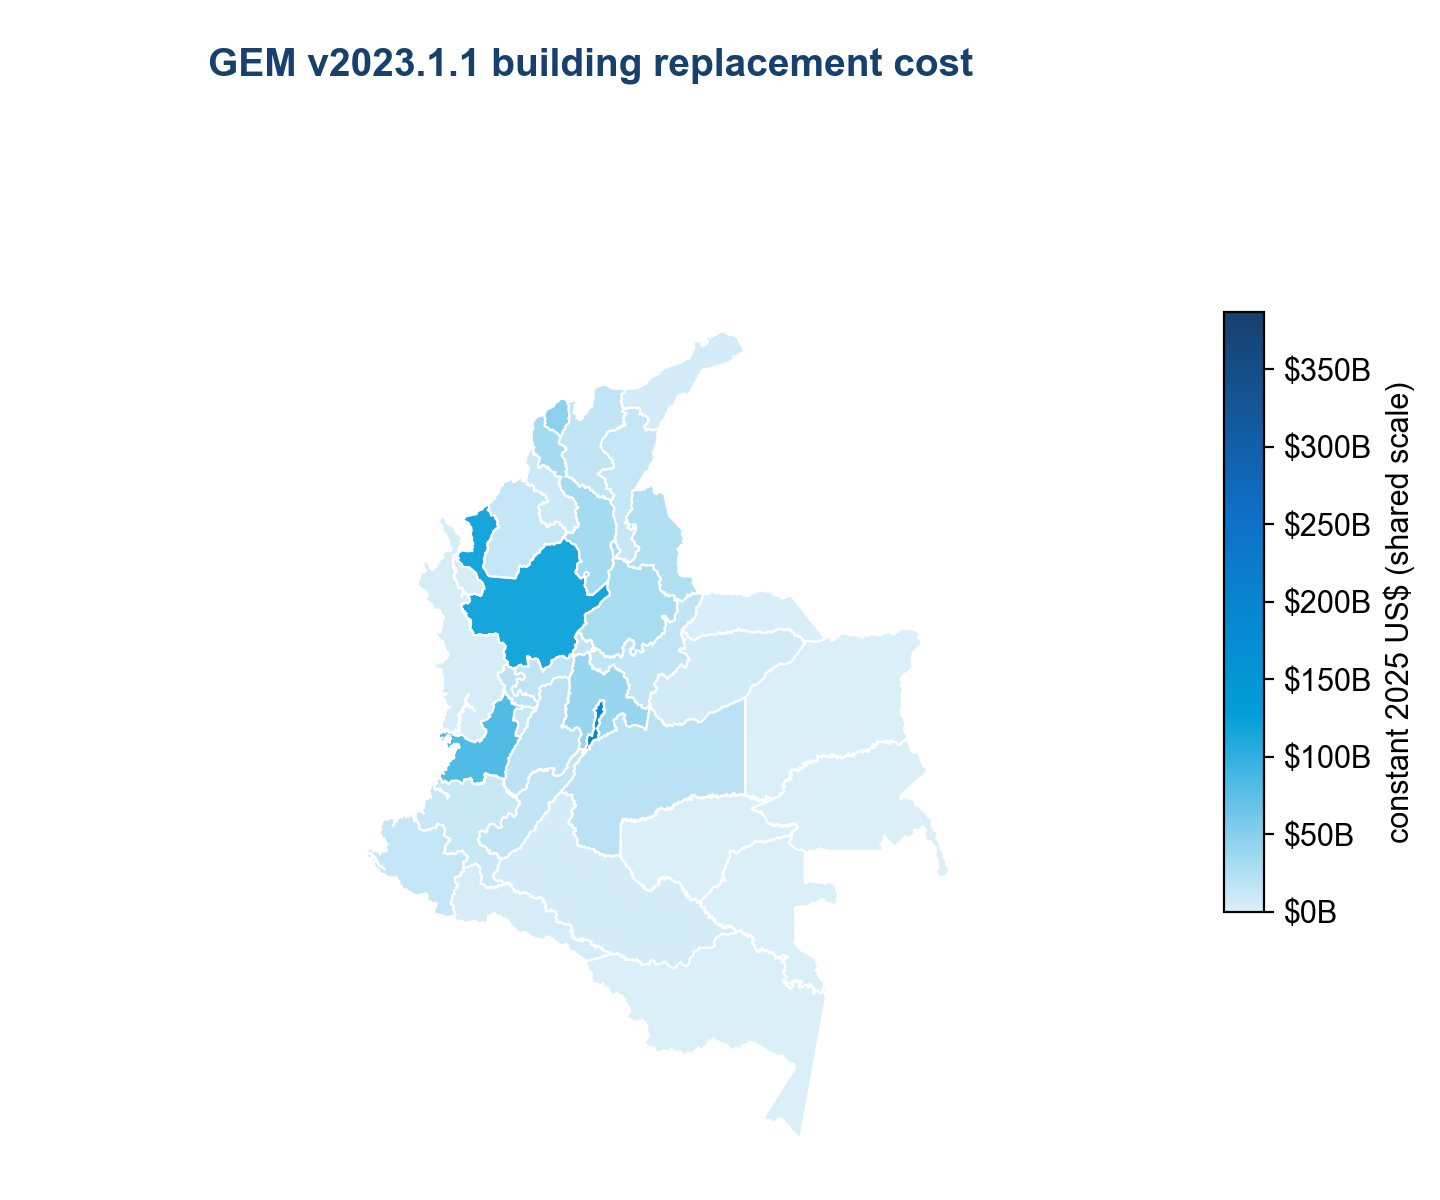 GEM v2023.1.1 building replacement cost
$350B
$300B
$250B
$200B
$150B
$100B
$50B
$0B
constant 2025 US$ (shared scale)